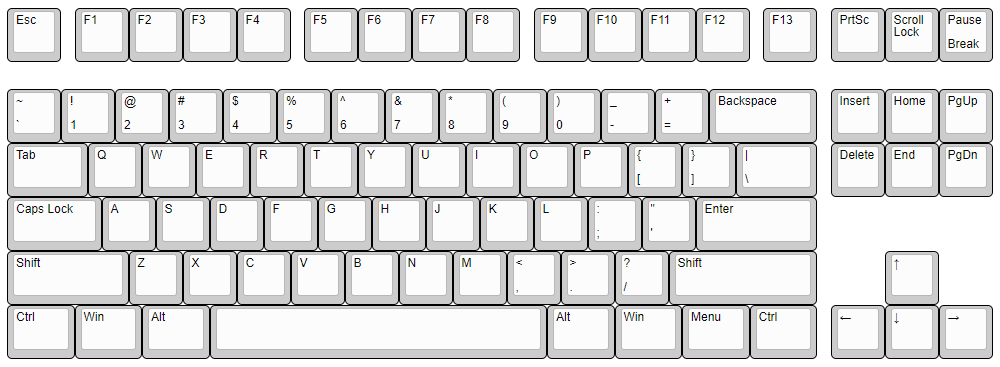 Esc F1 F2 F3 F4 F5 F6 F7 F8 F9 F10 F11 F12 F13 PrtSc Scroll Pause
Lock
Break
~ ! @ # $ % ^ & * ( ) _ + Backspace Insert Home PgUp
` 1 2 3 4 5 6 7 8 9 0 - =
Tab Q W E R T Y U I O P { } | Delete End PgDn
[ ] \
Caps Lock A S D F G H J K L : " Enter
; '
Shift Z X C V B N M < > ? Shift ↑
, . /
Ctrl Win Alt Alt Win Menu Ctrl ← ↓ →